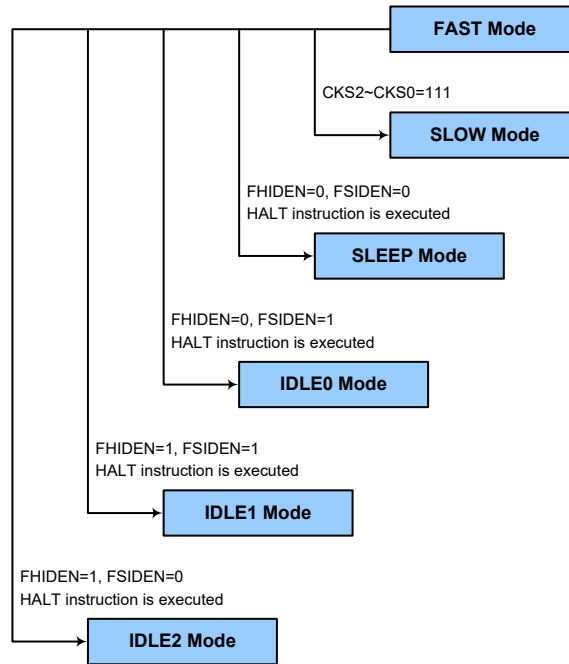 FAST Mode
CKS2~CKS0=111
SLOW Mode
FHIDEN=0, FSIDEN=0
HALT instruction is executed
SLEEP Mode
FHIDEN=0, FSIDEN=1
HALT instruction is executed
IDLE0 Mode
FHIDEN=1, FSIDEN=1
HALT instruction is executed
IDLE1 Mode
FHIDEN=1, FSIDEN=0
HALT instruction is executed
IDLE2 Mode